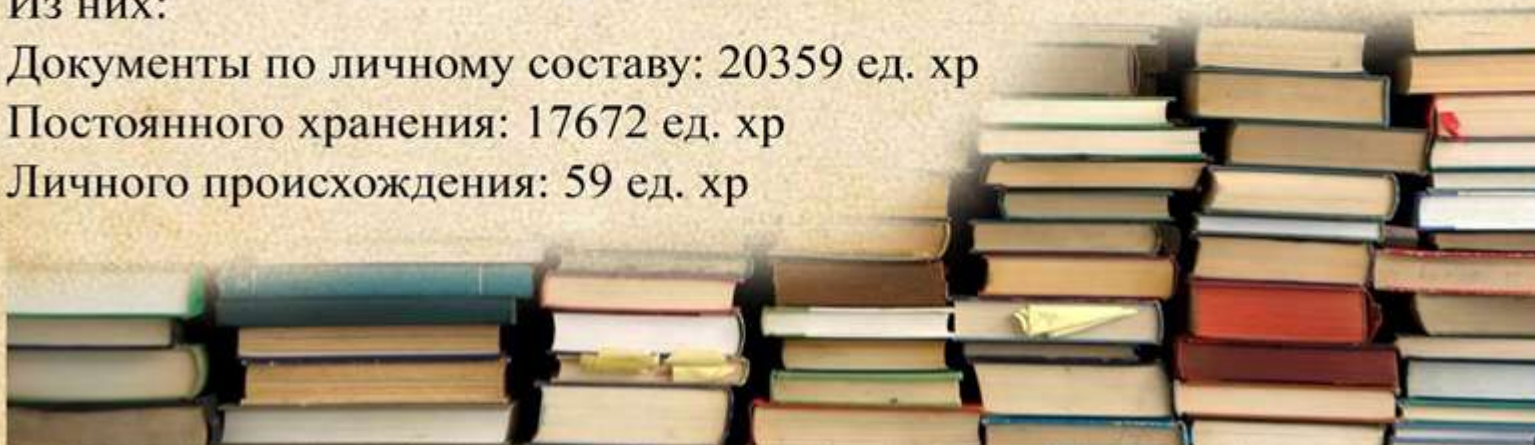 Из них:
Документы по личному составу: 20359 ед. хр
Постоянного хранения: 17672 ед. хр
Личного происхождения: 59 ед. хр